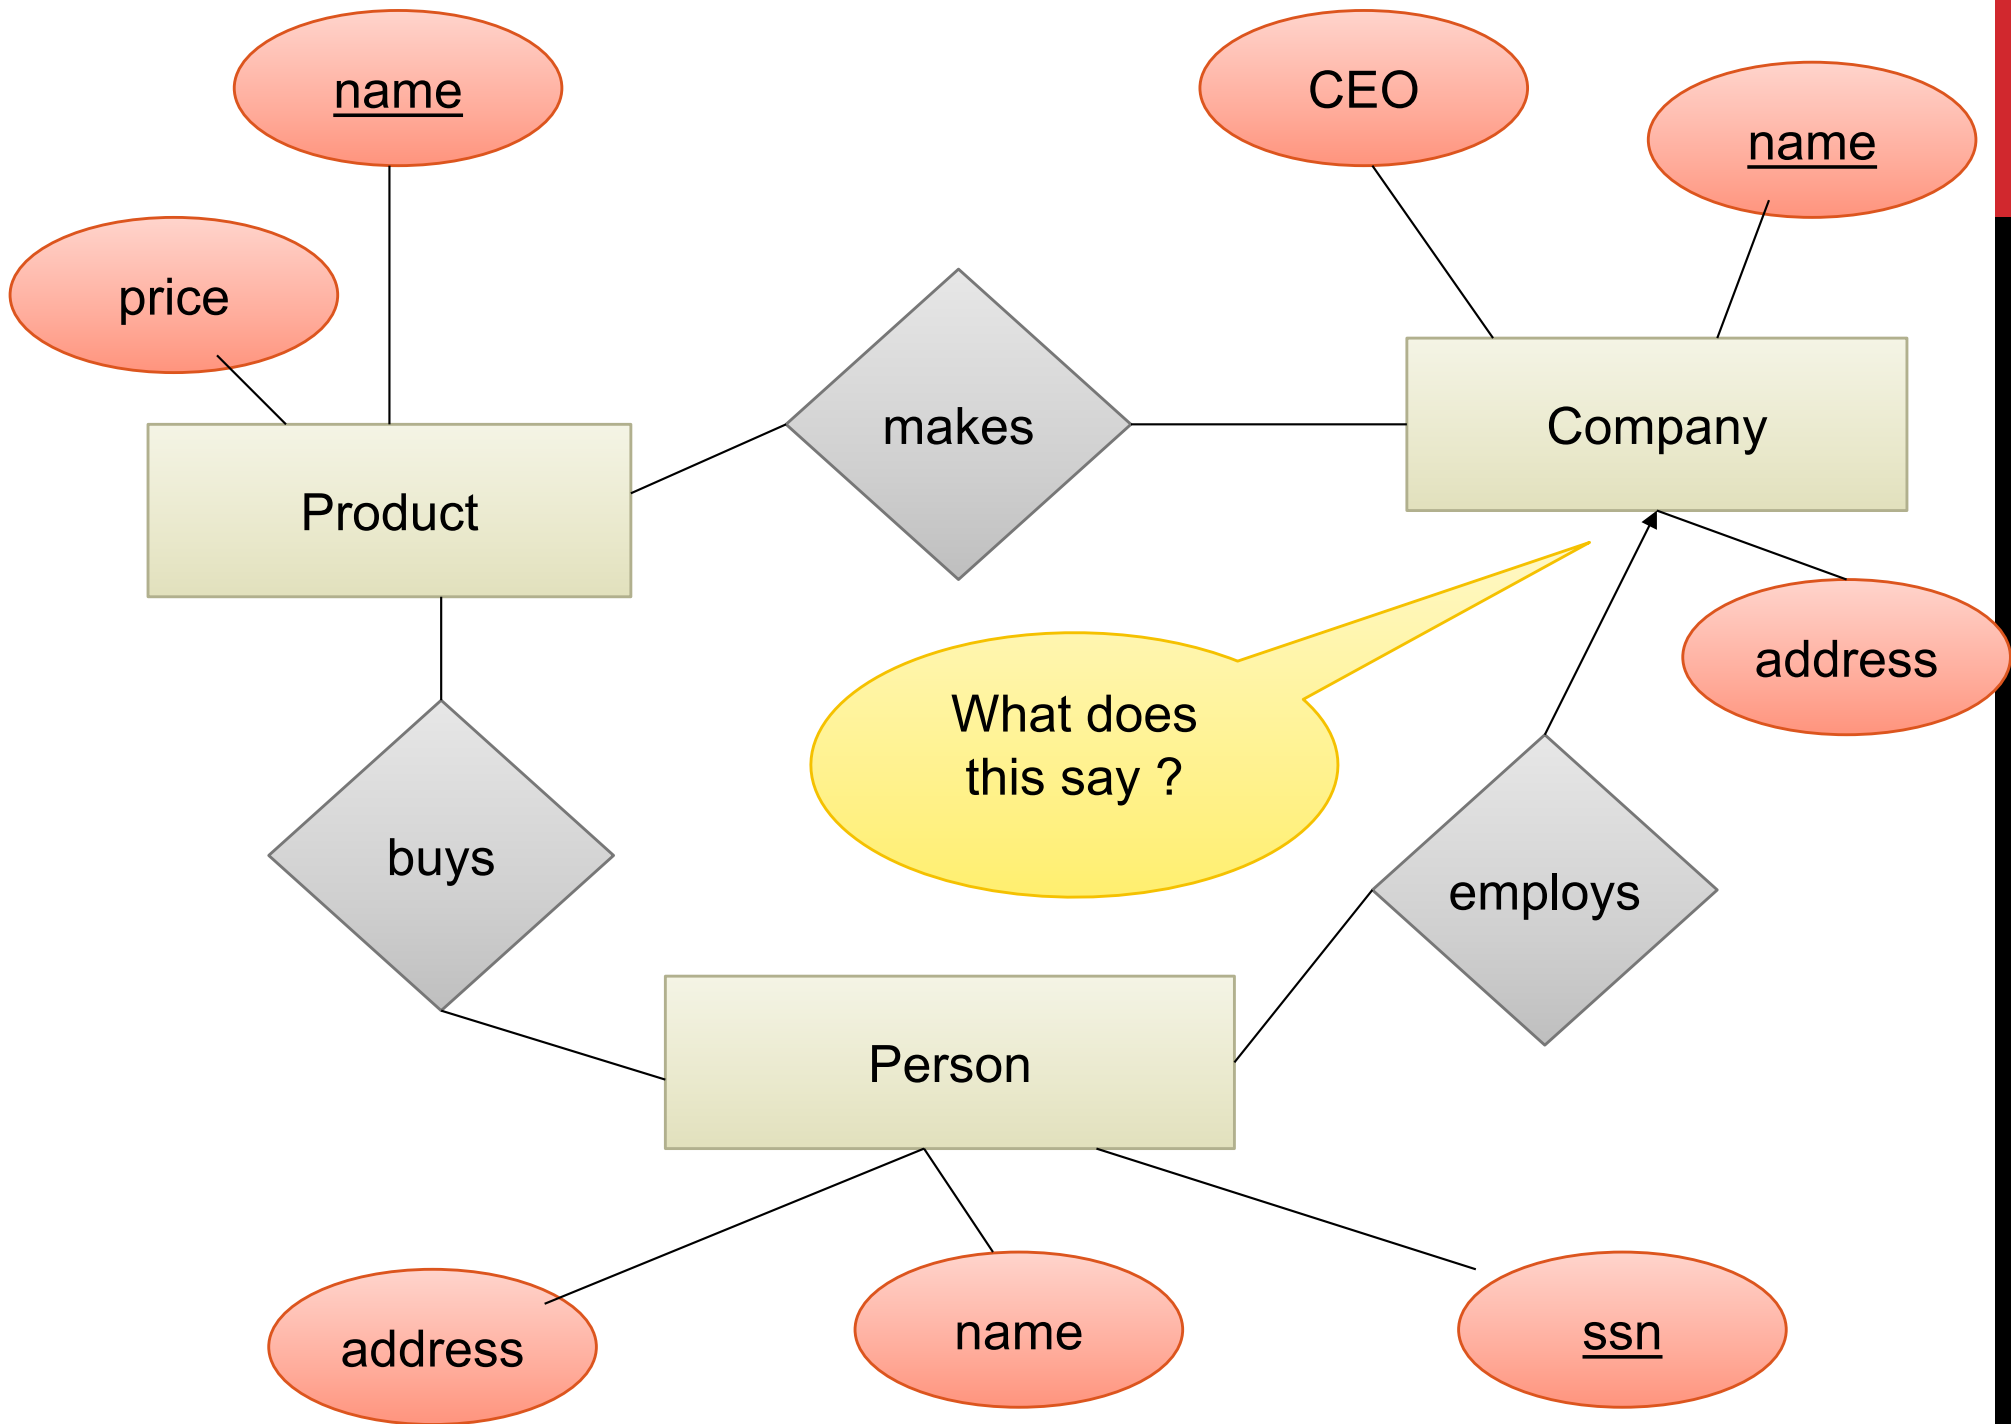 name
CEO
name
price
makes
Company
Product
address
What does
this say ?
buys
employs
Person
address
name
ssn